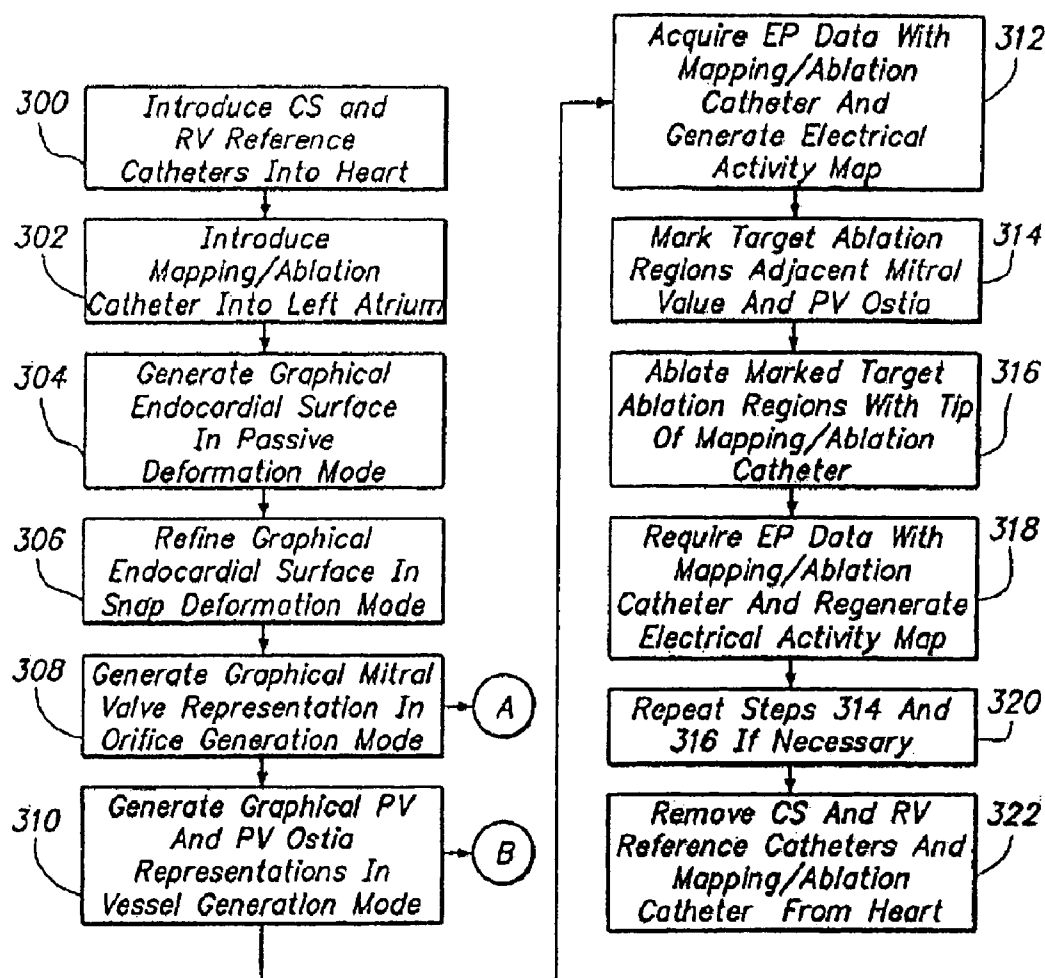 300
Introduce CS and
RV Reference
Catheters Into Heart
302
Introduce
Mapping/Ablation
Catheter Into Left Atrium
304
Generate Graphical
Endocardial Surface
In Passive
Deformation Mode
306
Refine Graphical
Endocardial Surface In
Snap Deformation Mode
308
Generate Graphical Mitral
Valve Representation In
Orifice Generation Mode
A
310
Generate Graphical PV
And PV Ostia
Representations In
Vessel Generation Mode
B
312
Acquire EP Data With
Mapping/Ablation
Catheter And
Generate Electrical
Activity Map
314
Mark Target Ablation
Regions Adjacent Mitral
Value And PV Ostia
316
Ablate Marked Target
Ablation Regions With Tip
Of Mapping/Ablation
Catheter
318
Require EP Data With
Mapping/Ablation
Catheter And Regenerate
Electrical Activity Map
320
Repeat Steps 314 And
316 If Necessary
322
Remove CS And RV
Reference Catheters And
Mapping/Ablation
Catheter From Heart